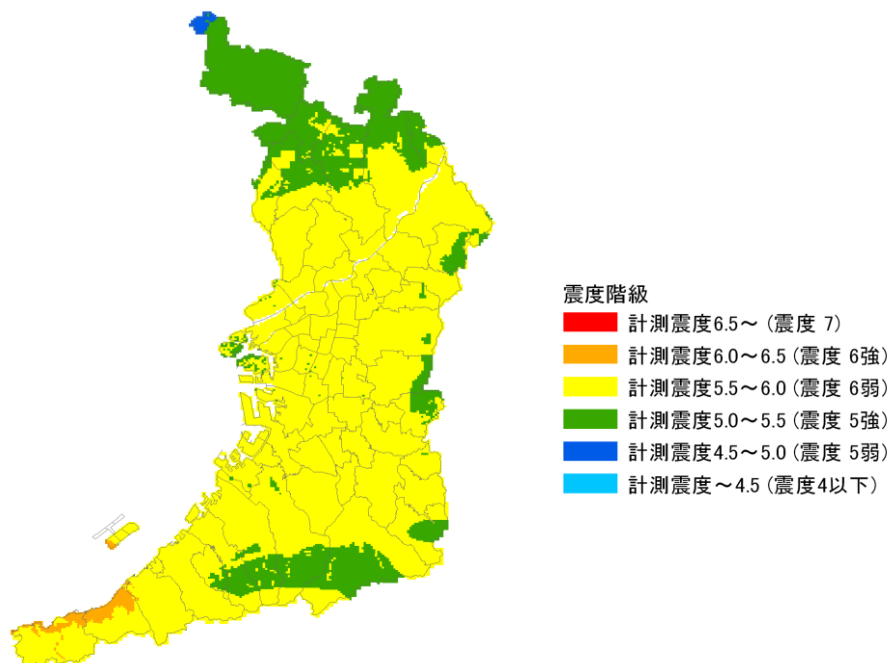 震度階級
計測震度6.5～ (震度 7)
計測震度6.0～6.5 (震度 6強)
計測震度5.5～6.0 (震度 6弱)
計測震度5.0～5.5 (震度 5強)
計測震度4.5～5.0 (震度 5弱)
計測震度～4.5 (震度4以下)